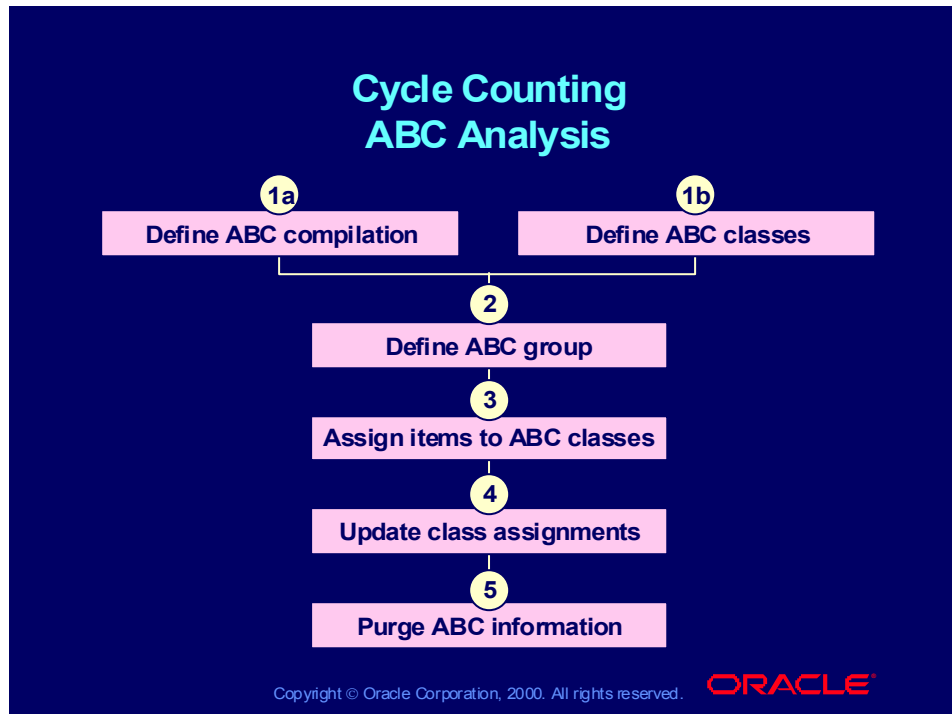 Cycle Counting
ABC Analysis
1a
1b
Define ABC compilation
Define ABC classes
2
Define ABC group
3
Assign items to ABC classes
4
Update class assignments
5
Purge ABC information
Copyright © Oracle Corporation, 2000. All rights reserved.
ORACLE®